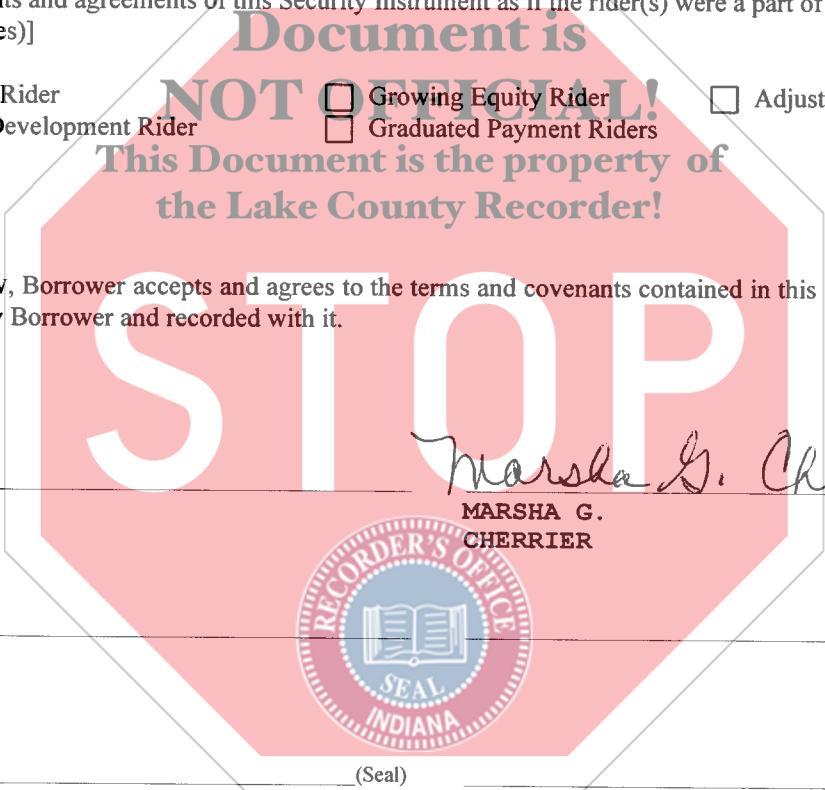 ts and agreements of this Security Instrument as if the rider(s) were a part of
es)]
Document is
Rider
NOT OFFICIAL!
Growing Equity Rider
Adjust
Development Rider
Graduated Payment Riders
This Document is the property of
the Lake County Recorder!
, Borrower accepts and agrees to the terms and covenants contained in this
Borrower and recorded with it.
STOP
Marsha G. Ch
MARSHA G.
CHERRIER
RECORDER'S OFFICE
SEAL
INDIANA
(Seal)